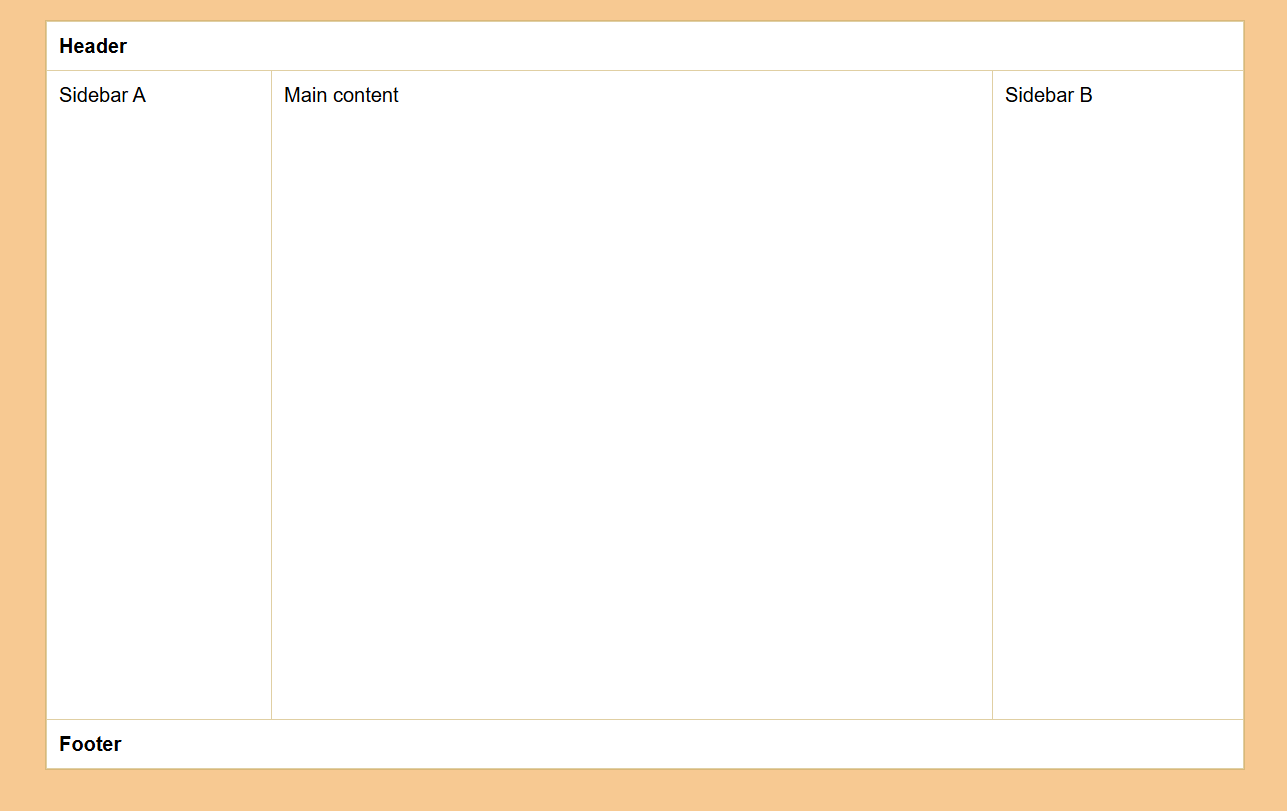 Header
Sidebar A
Main content
Sidebar B
Footer